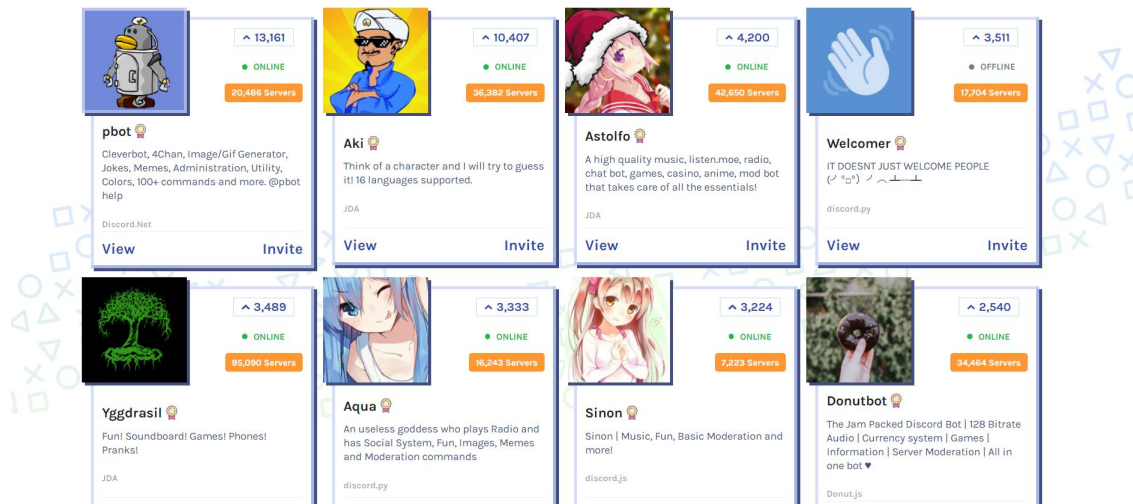 13,161
ONLINE
20,486 Servers
pbot
Cleverbot, 4Chan, Image/Gif Generator,
Jokes, Memes, Administration, Utility,
Colors, 100+ commands and more. @pbot
help
Discord.Net
View Invite
10,407
ONLINE
36,382 Servers
Aki
Think of a character and I will try to guess
it! 16 languages supported.
JDA
View Invite
4,200
ONLINE
42,650 Servers
Astolfo
A high quality music, listen.moe, radio,
chat bot, games, casino, anime, mod bot
that takes care of all the essentials!
JDA
View Invite
3,511
OFFLINE
17,704 Servers
Welcomer
IT DOESNT JUST WELCOME PEOPLE
(╯°□°)╯︵ ┻━┻
discord.py
View Invite
3,489
ONLINE
95,090 Servers
Yggdrasil
Fun! Soundboard! Games! Phones!
Pranks!
JDA
3,333
ONLINE
16,243 Servers
Aqua
An useless goddess who plays Radio and
has Social System, Fun, Images, Memes
and Moderation commands
discord.py
3,224
ONLINE
7,223 Servers
Sinon
Sinon | Music, Fun, Basic Moderation and
more!
discord.js
2,540
ONLINE
34,464 Servers
Donutbot
The Jam Packed Discord Bot | 128 Bitrate
Audio | Currency system | Games |
Information | Server Moderation | All in
one bot ♥
Donut.js